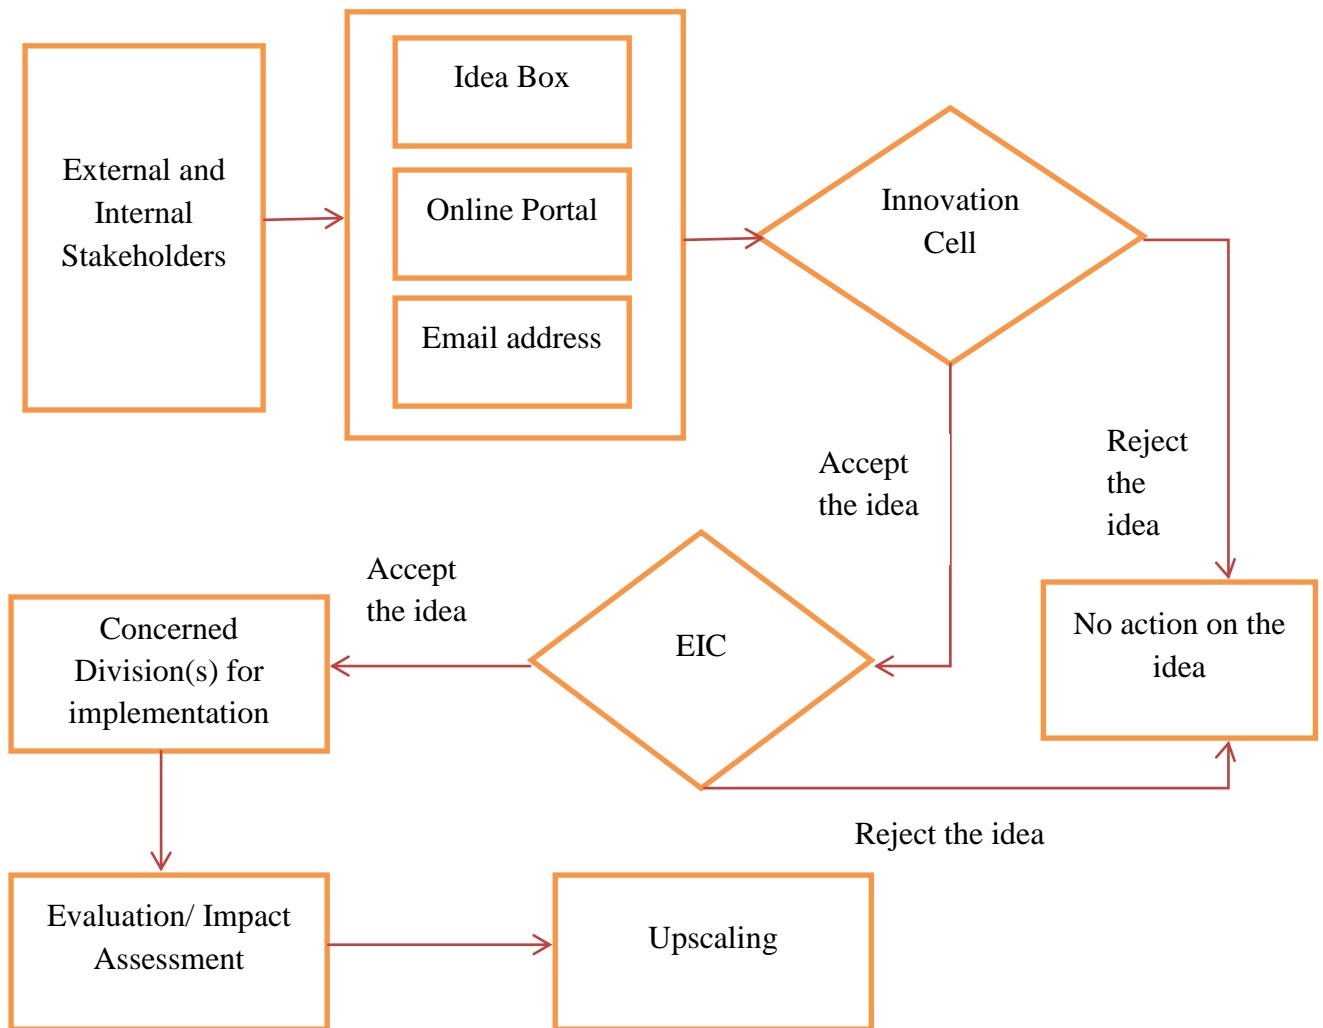 External and
Internal
Stakeholders
Idea Box
Online Portal
Email address
Innovation
Cell
Accept
the idea
Reject
the
idea
No action on the
idea
EIC
Accept
the idea
Concerned
Division(s) for
implementation
Reject the idea
Evaluation/ Impact
Assessment
Upscaling